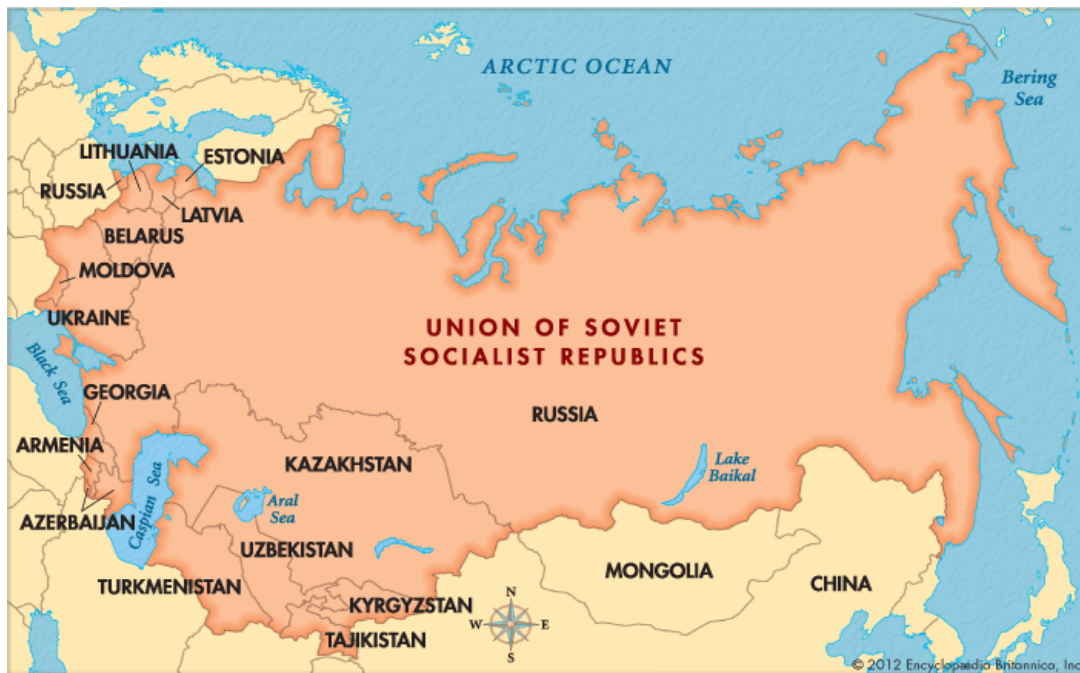 ARCTIC OCEAN
Bering
Sea
LITHUANIA
ESTONIA
RUSSIA
LATVIA
BELARUS
MOLDOVA
UKRAINE
UNION OF SOVIET
SOCIALIST REPUBLICS
Black Sea
GEORGIA
RUSSIA
ARMENIA
KAZAKHSTAN
Lake
Baikal
Caspian Sea
Aral
Sea
AZERBAIJAN
UZBEKISTAN
MONGOLIA
CHINA
TURKMENISTAN
KYRGYZSTAN
TAJIKISTAN
N
W E
S
© 2012 Encyclopædia Britannica, Inc